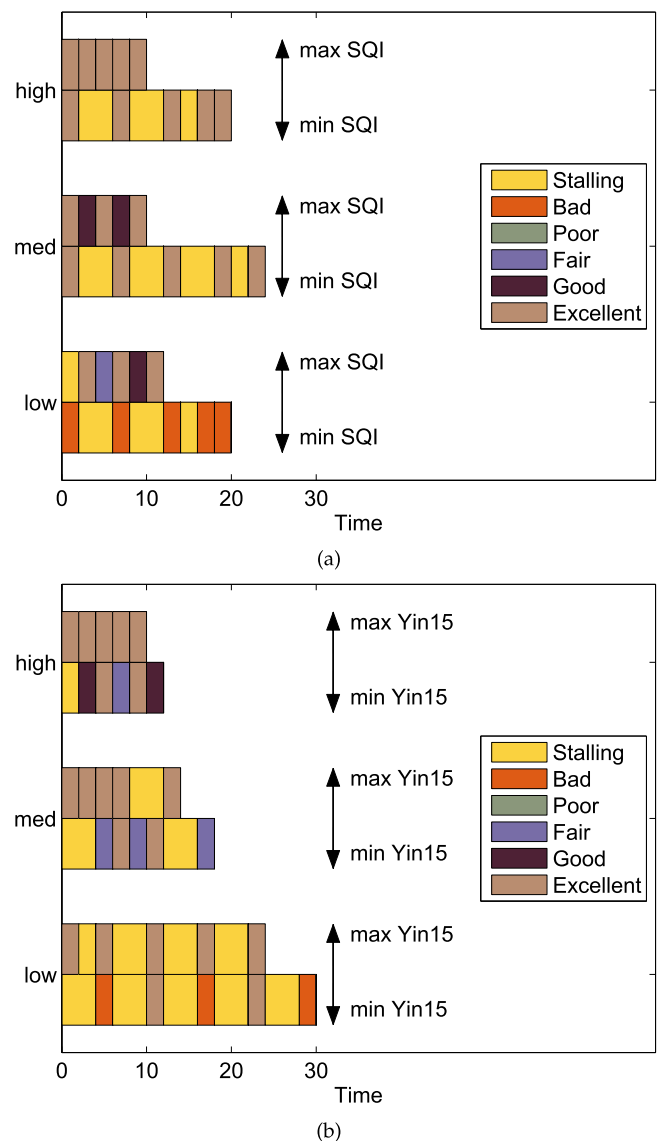 high
max SQI
min SQI
med
max SQI
min SQI
low
max SQI
min SQI
Stalling
Bad
Poor
Fair
Good
Excellent
0 10 20 30
Time
(a)
high
max Yin15
min Yin15
med
max Yin15
min Yin15
low
max Yin15
min Yin15
Stalling
Bad
Poor
Fair
Good
Excellent
0 10 20 30
Time
(b)